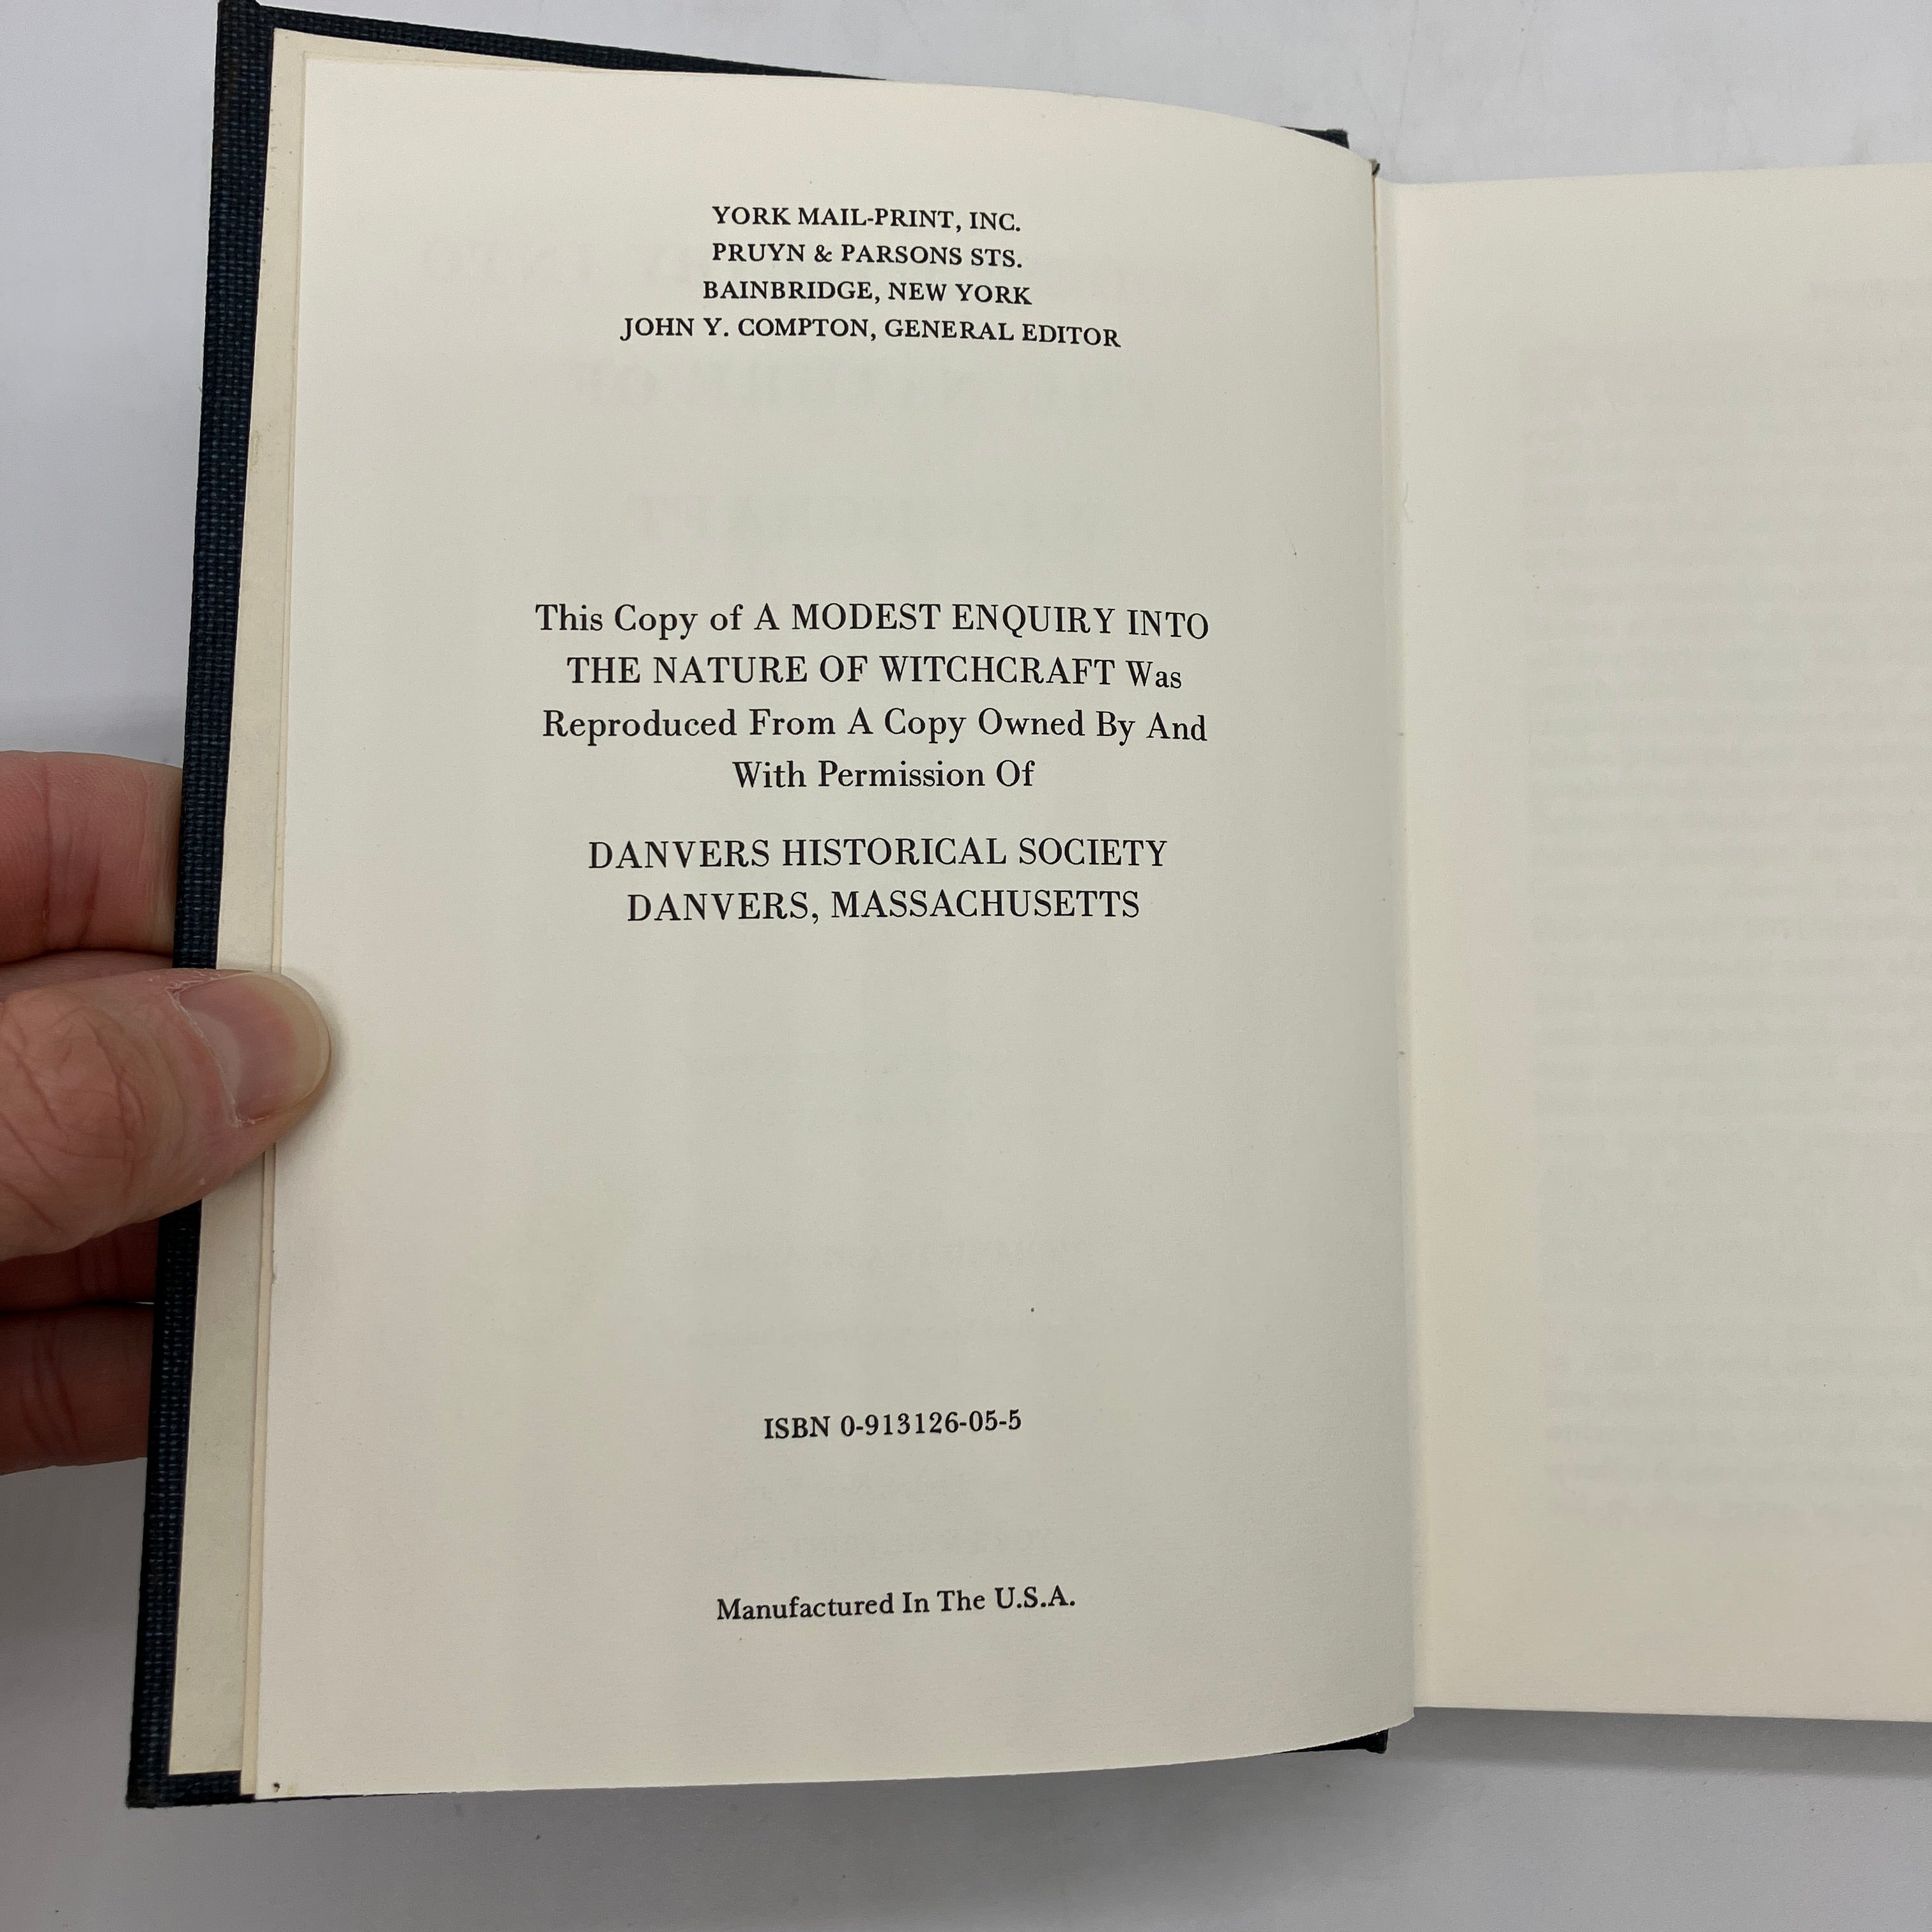 YORK MAIL-PRINT, INC.
PRUYN & PARSONS STS.
BAINBRIDGE, NEW YORK
JOHN Y. COMPTON, GENERAL EDITOR
This Copy of A MODEST ENQUIRY INTO
THE NATURE OF WITCHCRAFT Was
Reproduced From A Copy Owned By And
With Permission Of
DANVERS HISTORICAL SOCIETY
DANVERS, MASSACHUSETTS
ISBN 0-913126-05-5
Manufactured In The U.S.A.